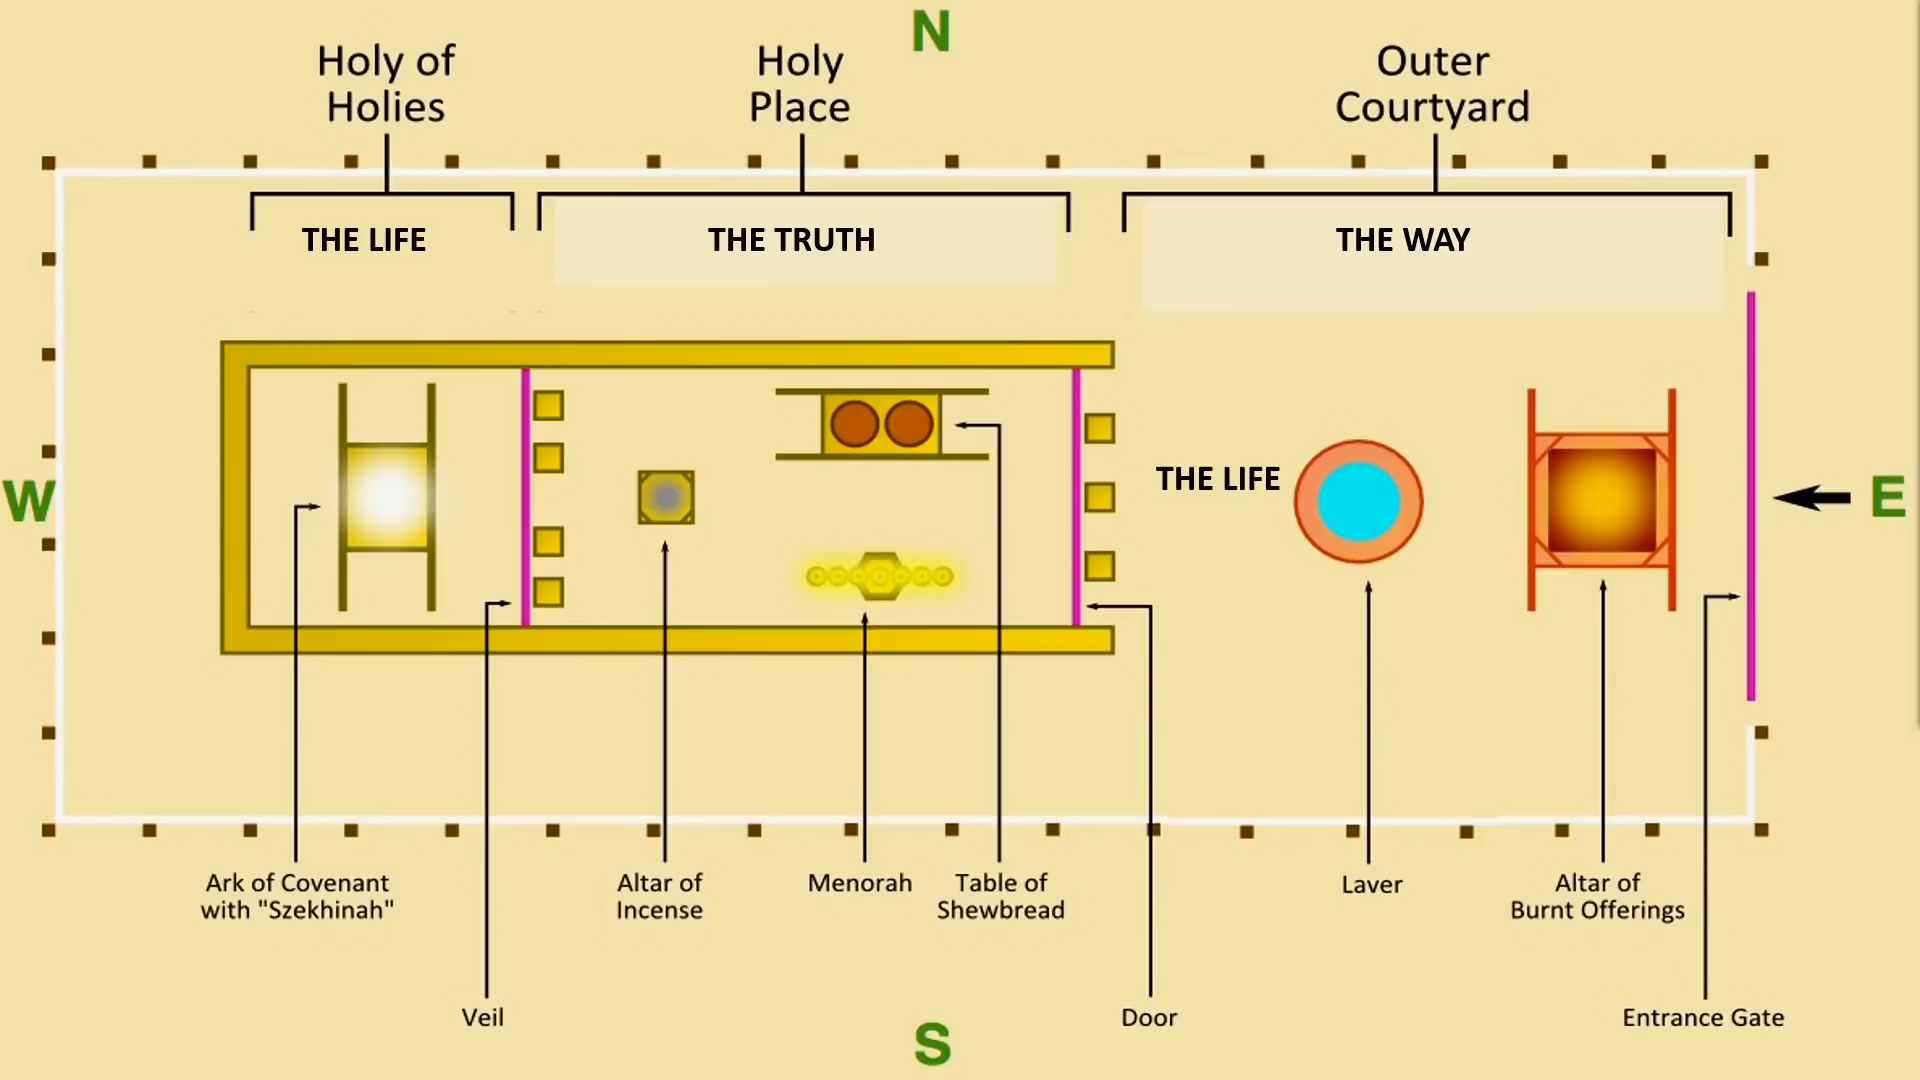 N
Holy of
Holies
Holy
Place
Outer
Courtyard
THE LIFE
THE TRUTH
THE WAY
THE LIFE
W
E
Ark of Covenant
with "Szekhinah"
Altar of
Incense
Menorah
Table of
Shewbread
Laver
Altar of
Burnt Offerings
Veil
Door
Entrance Gate
S